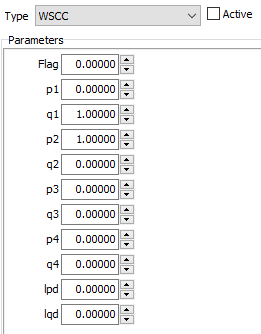 Type WSCC Active
Parameters
Flag 0.00000
p1 0.00000
q1 1.00000
p2 1.00000
q2 0.00000
p3 0.00000
q3 0.00000
p4 0.00000
q4 0.00000
lpd 0.00000
lqd 0.00000